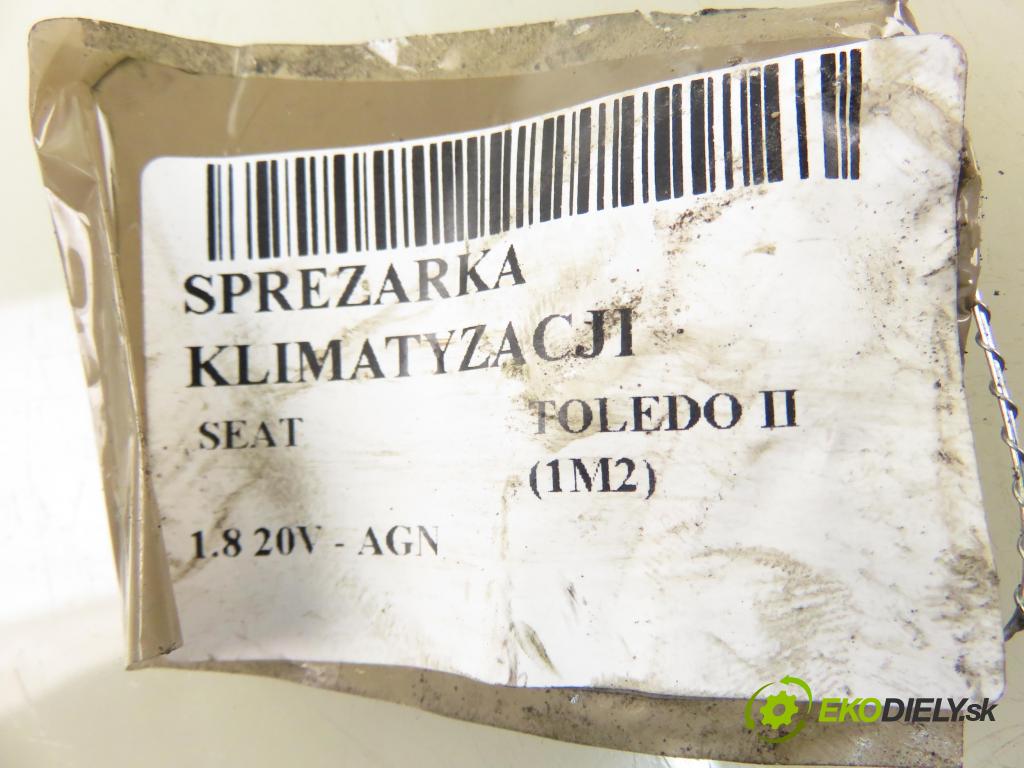 SPREZARKA
KLIMATYZACJI
SEAT TOLEDO II
(1M2)
1.8 20V - AGN
EKODIELY.sk